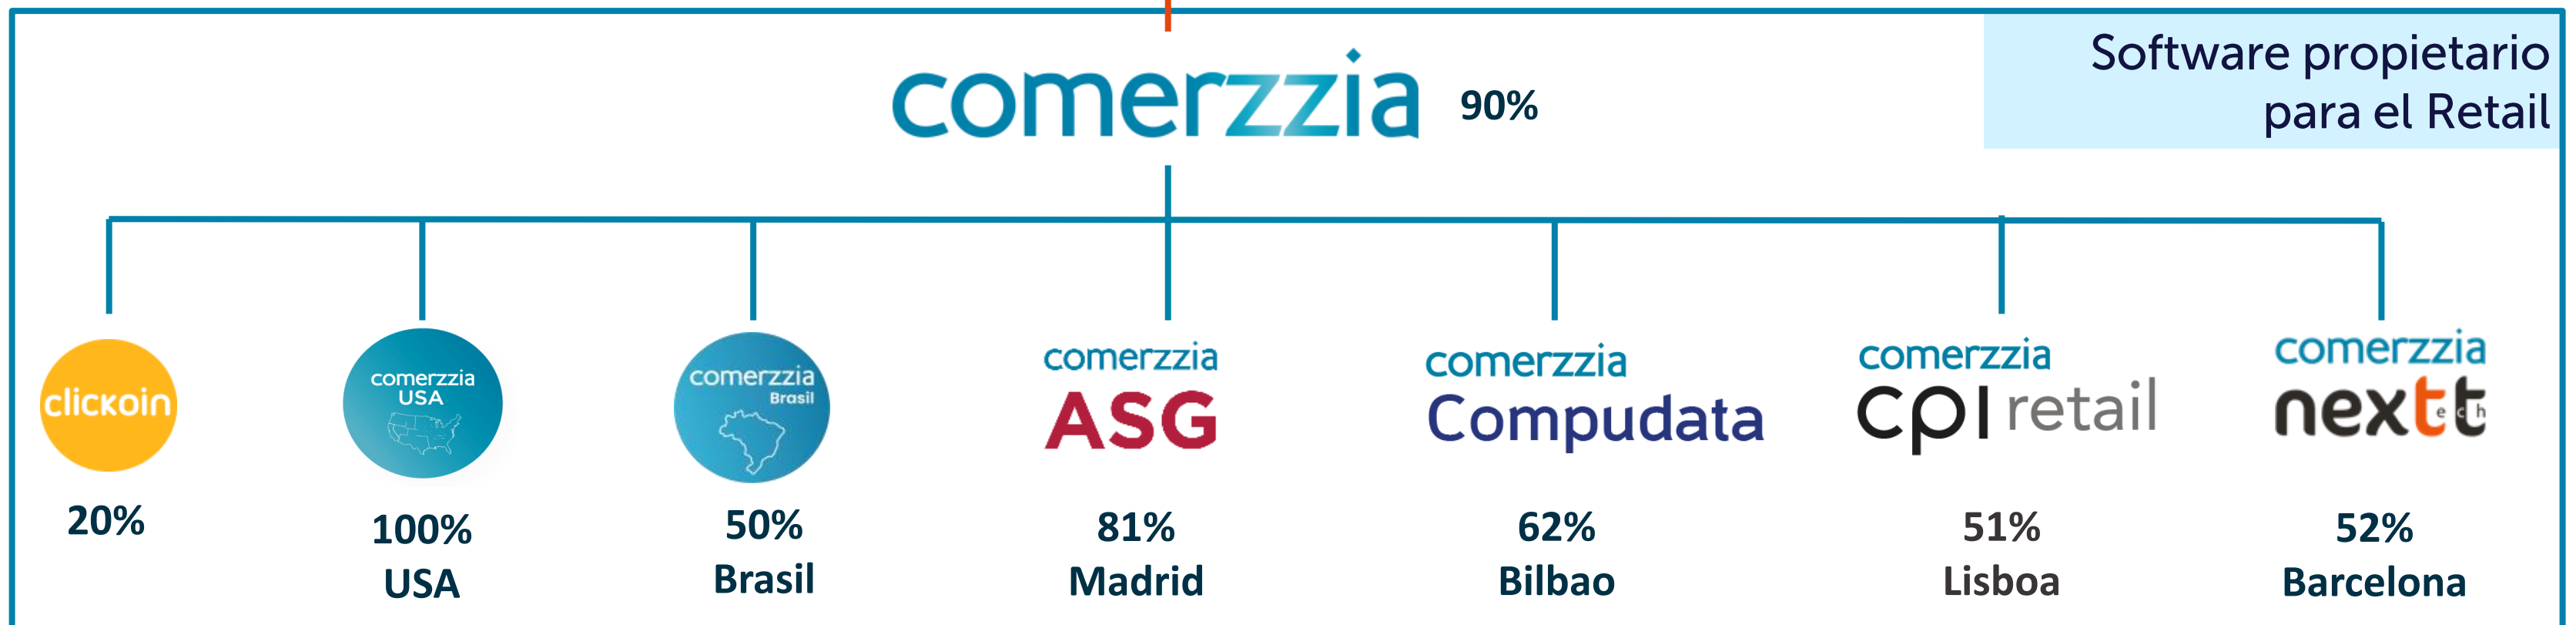 Software propietario
para el Retail
comerzzia 90%
clickoin
20%
comerzzia
USA
100%
USA
comerzzia
Brasil
50%
Brasil
comerzzia
ASG
81%
Madrid
comerzzia
Compudata
62%
Bilbao
comerzzia
cpi retail
51%
Lisboa
comerzzia
nextt
ech
52%
Barcelona